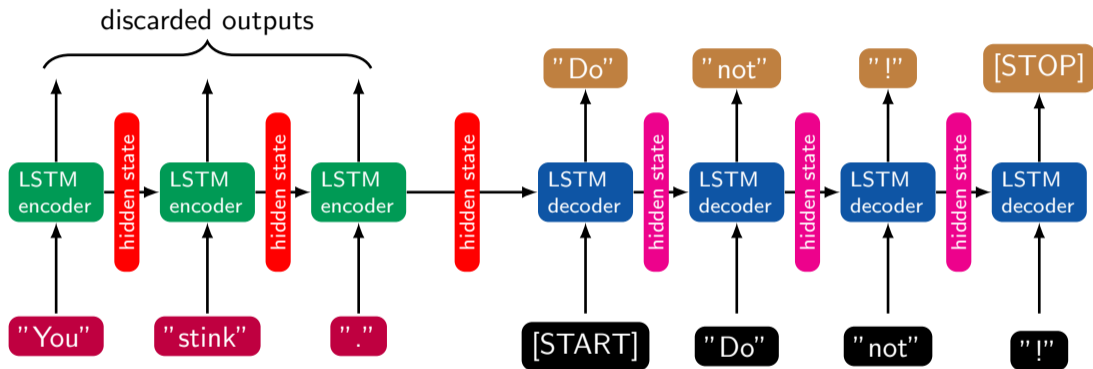 discarded outputs
"Do" "not" "!" [STOP]
hidden state hidden state hidden state hidden state hidden state hidden state
LSTM LSTM LSTM LSTM LSTM LSTM LSTM
encoder encoder encoder decoder decoder decoder decoder
"You" "stink" "." [START] "Do" "not" "!"